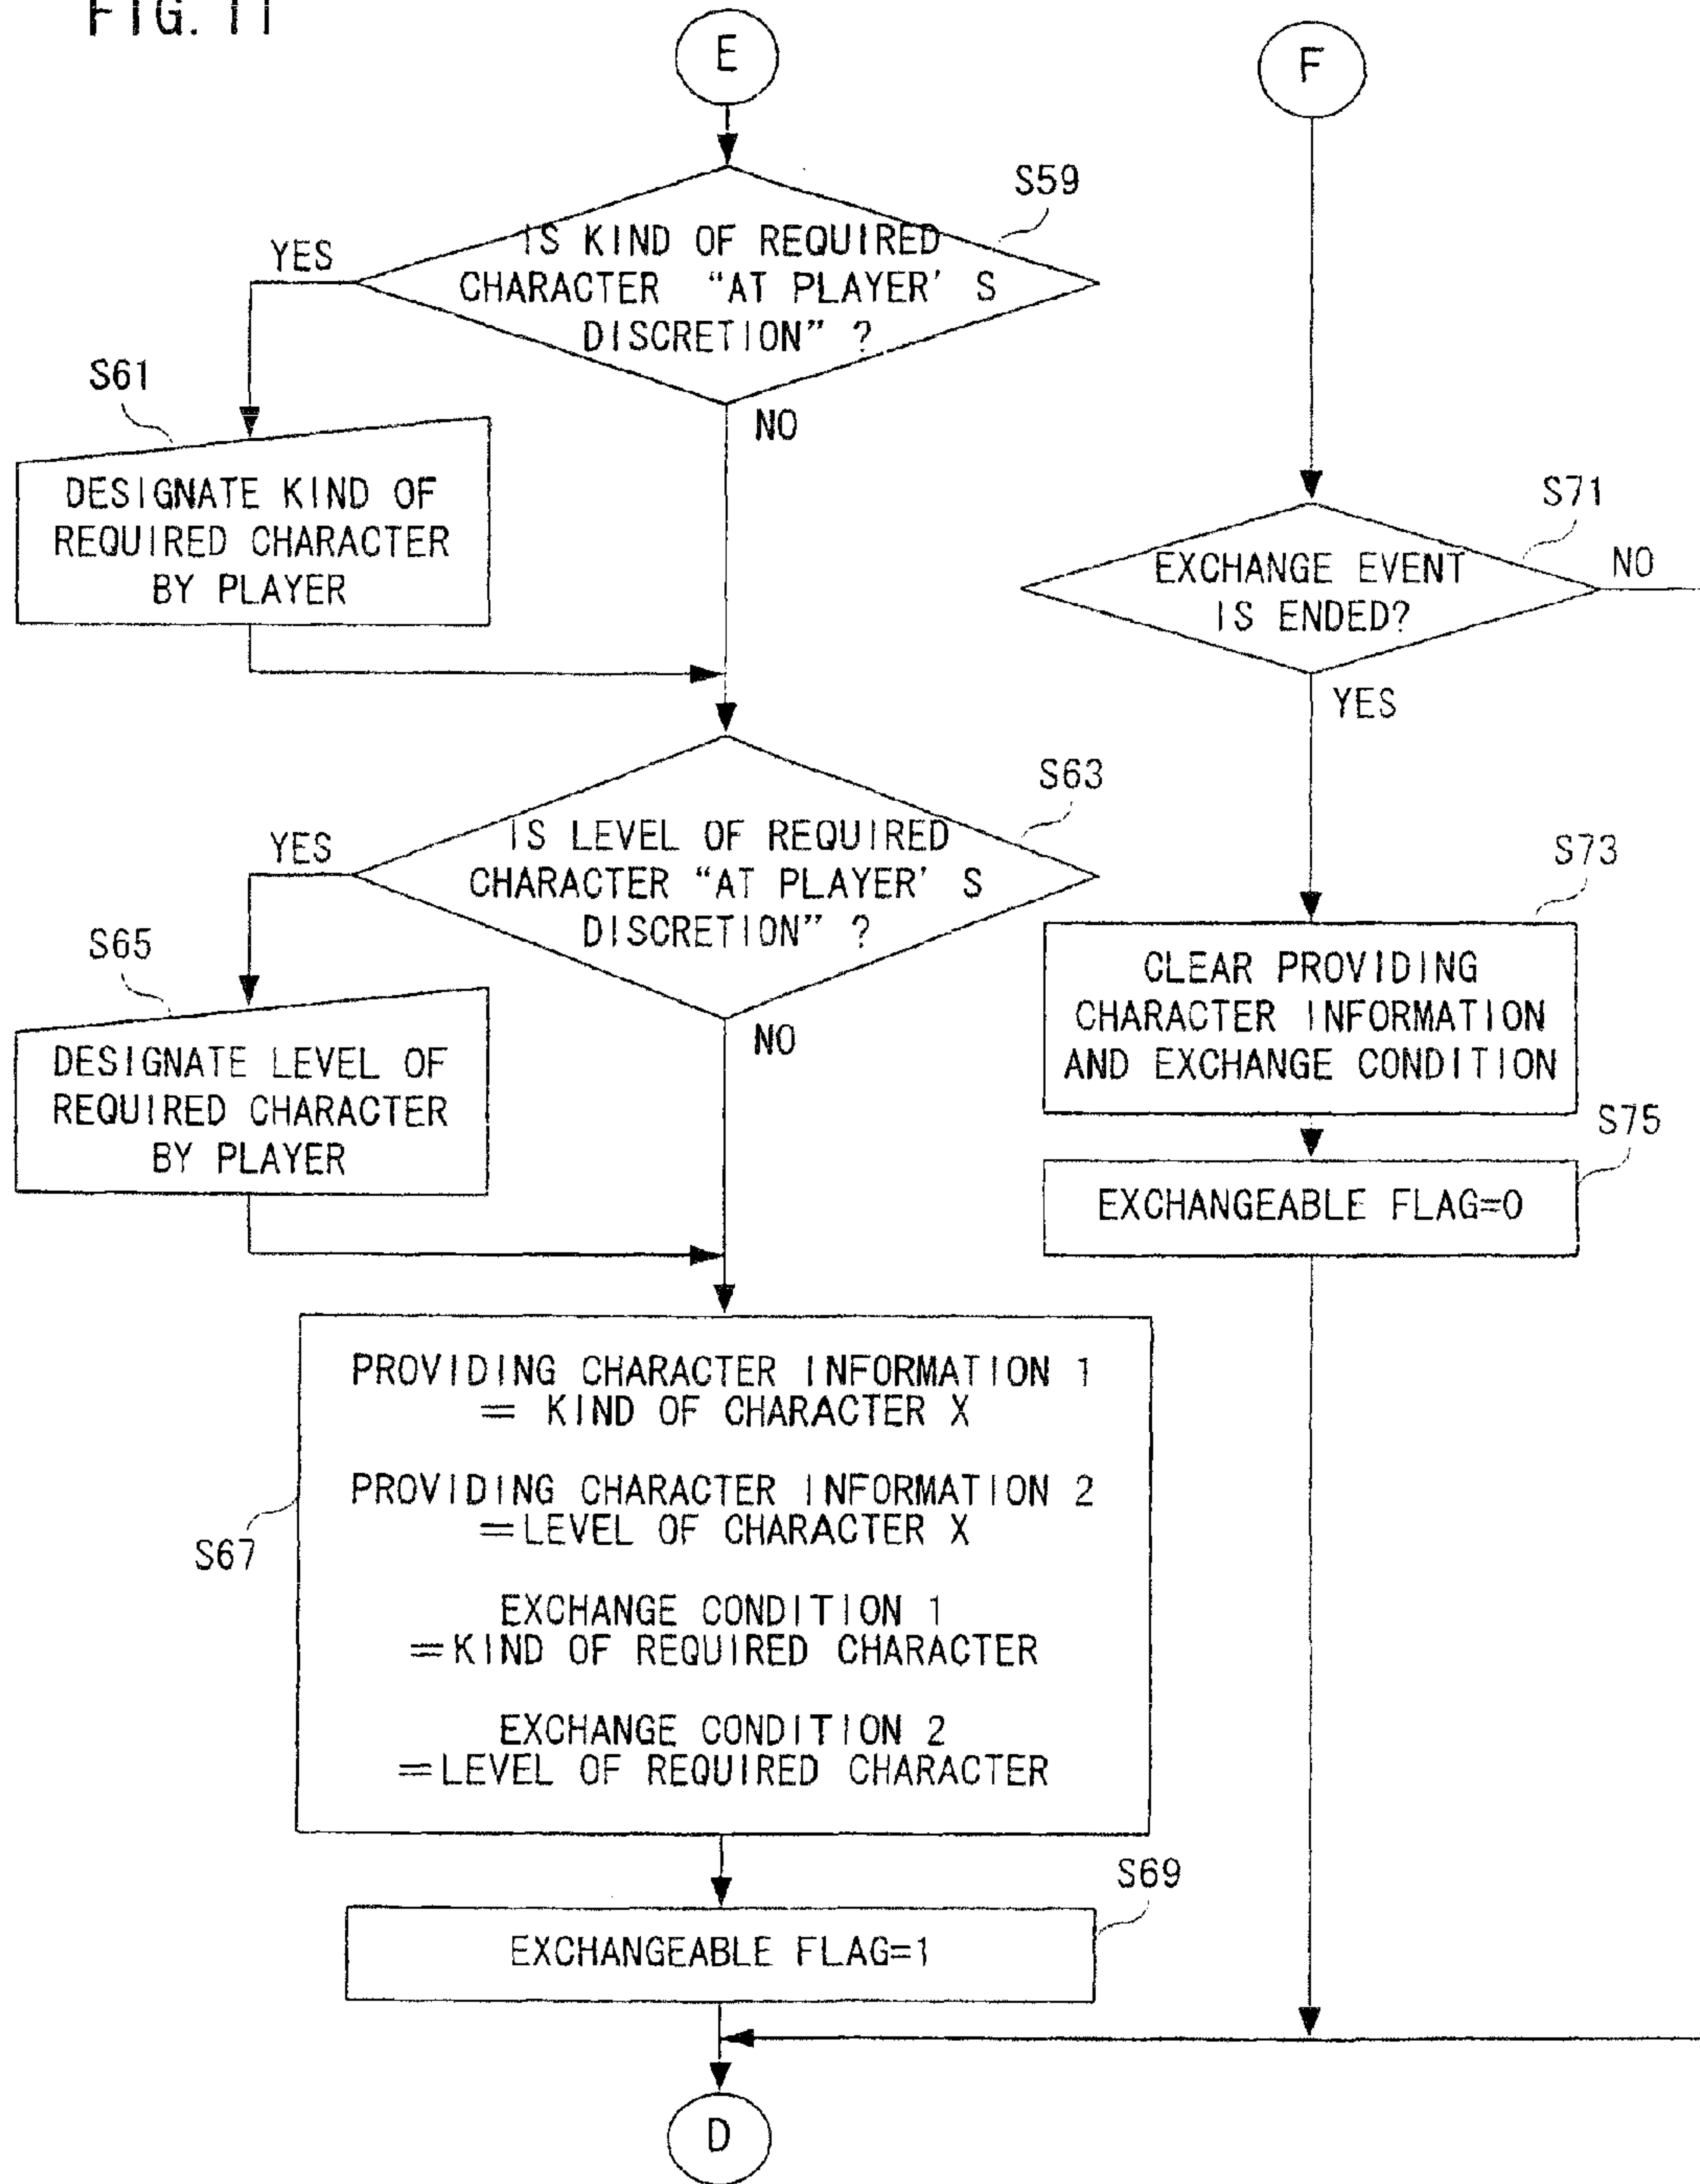 FIG. 11
E
S59
IS KIND OF REQUIRED
CHARACTER "AT PLAYER'S
DISCRETION" ?
YES
NO
S61
DESIGNATE KIND OF
REQUIRED CHARACTER
BY PLAYER
S63
IS LEVEL OF REQUIRED
CHARACTER "AT PLAYER'S
DISCRETION" ?
YES
NO
S65
DESIGNATE LEVEL OF
REQUIRED CHARACTER
BY PLAYER
S67
PROVIDING CHARACTER INFORMATION 1
= KIND OF CHARACTER X
PROVIDING CHARACTER INFORMATION 2
=LEVEL OF CHARACTER X
EXCHANGE CONDITION 1
=KIND OF REQUIRED CHARACTER
EXCHANGE CONDITION 2
=LEVEL OF REQUIRED CHARACTER
S69
EXCHANGEABLE FLAG=1
D
F
S71
EXCHANGE EVENT
IS ENDED?
NO
YES
S73
CLEAR PROVIDING
CHARACTER INFORMATION
AND EXCHANGE CONDITION
S75
EXCHANGEABLE FLAG=0